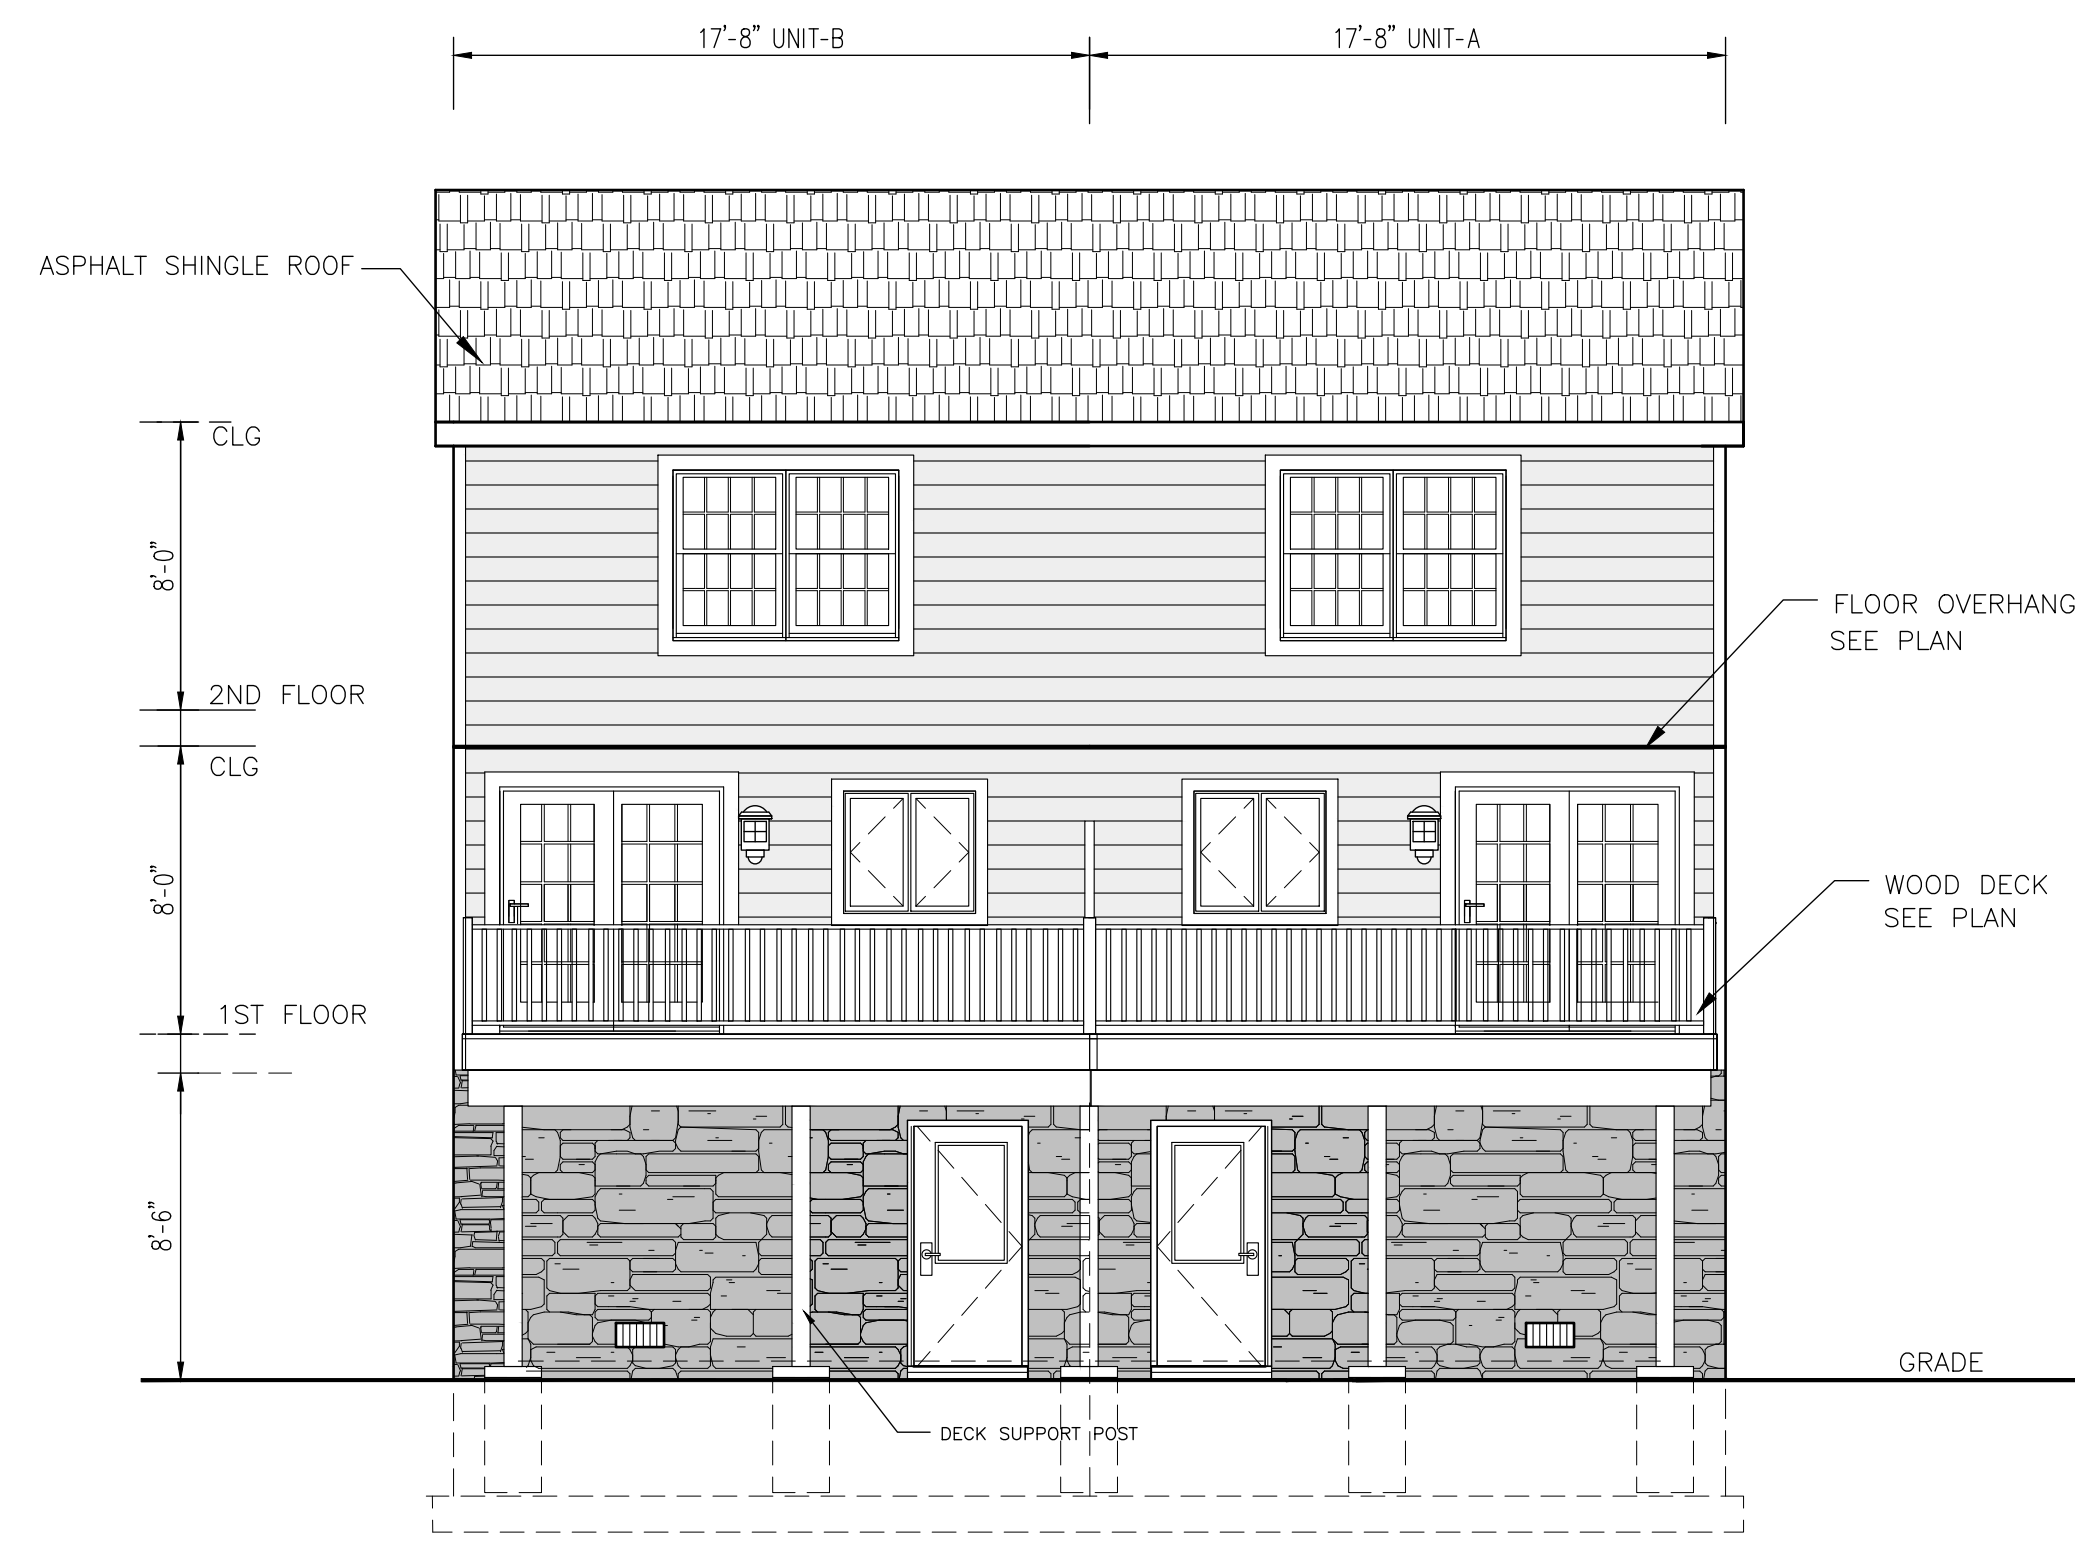 17'-8" UNIT-B
17'-8" UNIT-A
ASPHALT SHINGLE ROOF
CLG
8'-0"
FLOOR OVERHANG
SEE PLAN
2ND FLOOR
CLG
8'-0"
WOOD DECK
SEE PLAN
1ST FLOOR
8'-6"
GRADE
DECK SUPPORT POST